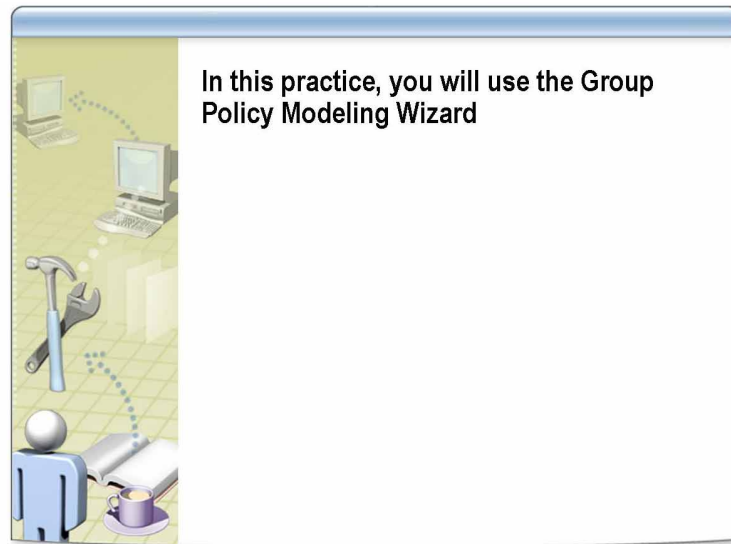 In this practice, you will use the Group
Policy Modeling Wizard